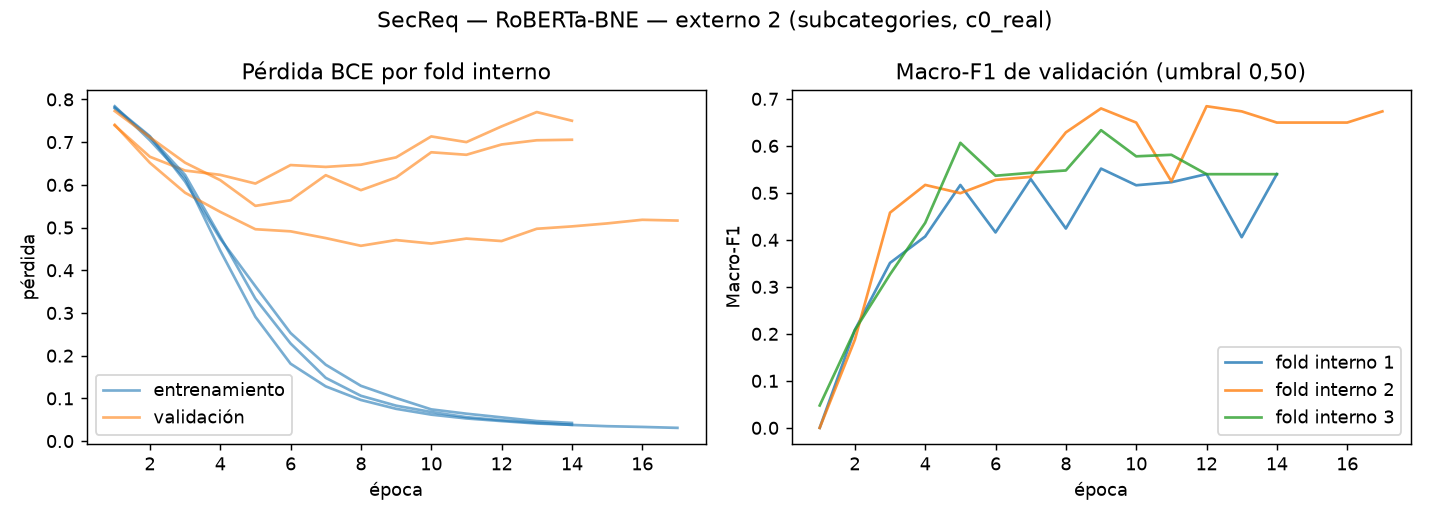 SecReq — RoBERTa-BNE — externo 2 (subcategories, c0_real)
Pérdida BCE por fold interno
pérdida
0.8
0.7
0.6
0.5
0.4
0.3
0.2
0.1
0.0
entrenamiento
validación
2 4 6 8 10 12 14 16
época
Macro-F1 de validación (umbral 0,50)
Macro-F1
0.7
0.6
0.5
0.4
0.3
0.2
0.1
0.0
fold interno 1
fold interno 2
fold interno 3
2 4 6 8 10 12 14 16
época